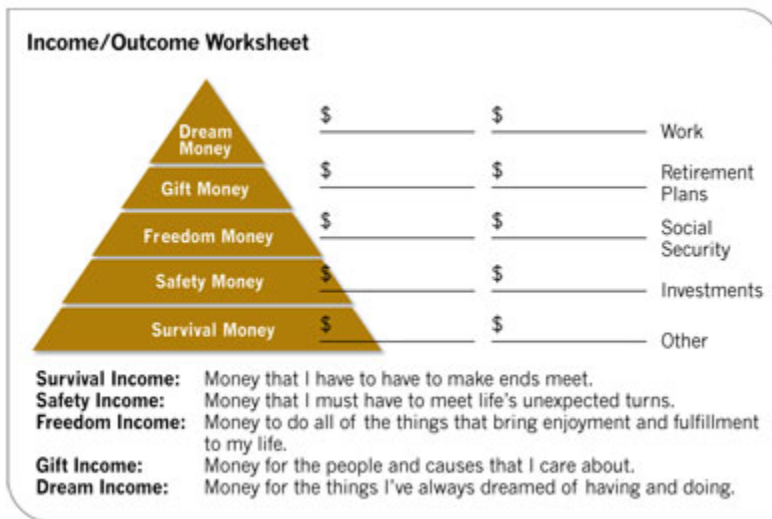 Income/Outcome Worksheet
Dream
Money
$ $ Work
Gift Money
$ $ Retirement
Plans
Freedom Money
$ $ Social
Security
Safety Money
$ $ Investments
Survival Money
$ $ Other
Survival Income: Money that I have to have to make ends meet.
Safety Income: Money that I must have to meet life's unexpected turns.
Freedom Income: Money to do all of the things that bring enjoyment and fulfillment
to my life.
Gift Income: Money for the people and causes that I care about.
Dream Income: Money for the things I've always dreamed of having and doing.